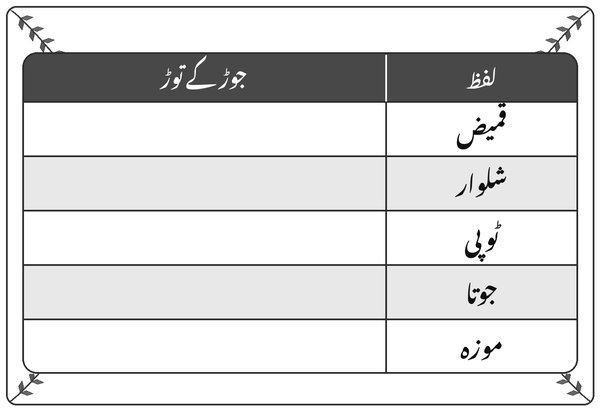 لفظ جوڑ کے توڑ
قمیض
شلوار
ٹوپی
جوتا
موزہ